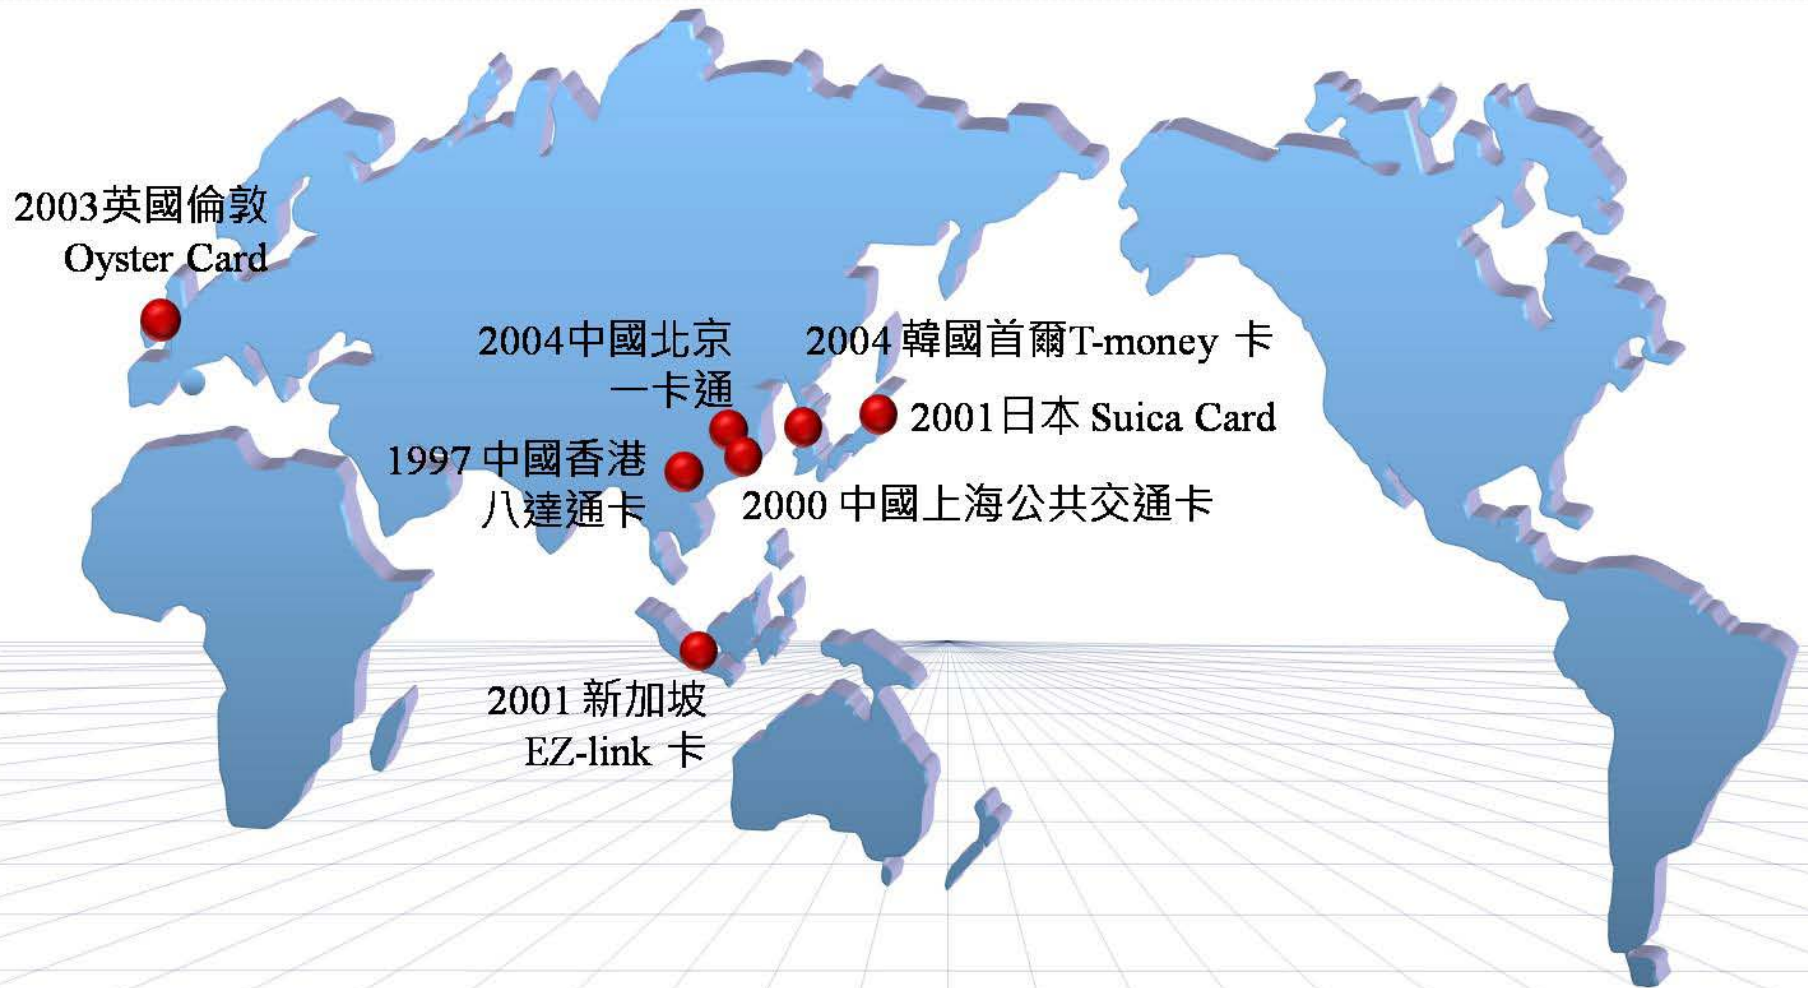 2003英國倫敦
Oyster Card
2004中國北京
一卡通
2004 韓國首爾T-money 卡
2001日本 Suica Card
1997 中國香港
八達通卡
2000 中國上海公共交通卡
2001 新加坡
EZ-link 卡